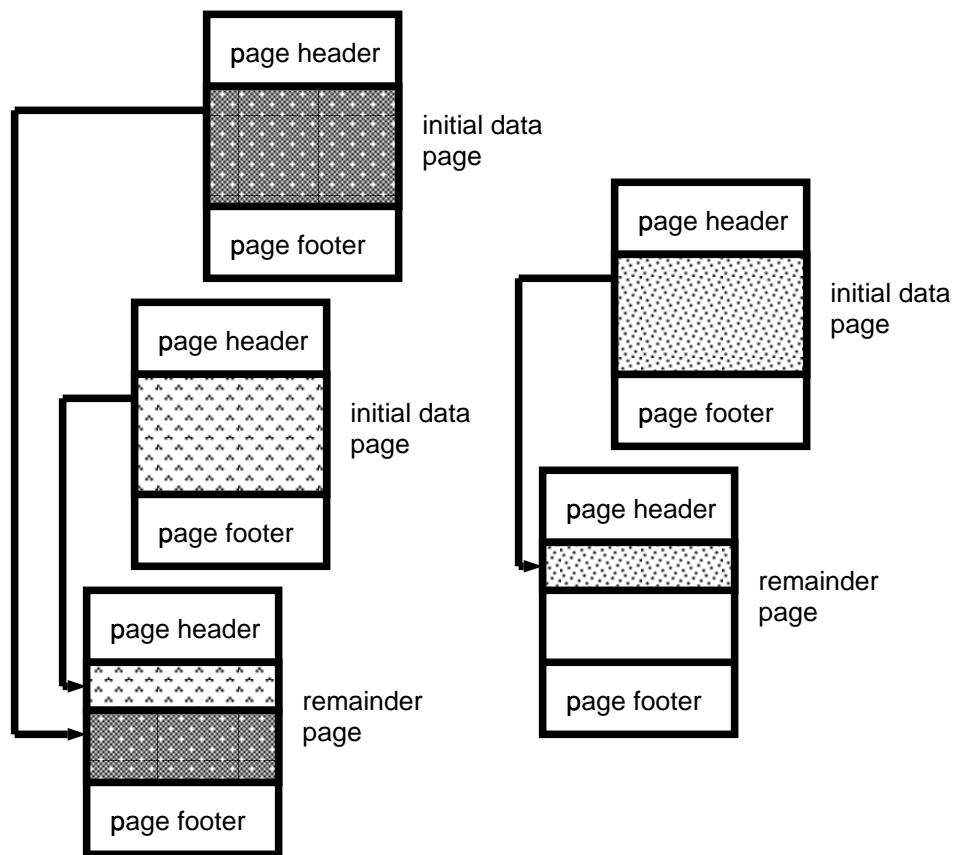 page header
initial data
page
page footer
page header
initial data
page
page footer
page header
remainder
page
page footer
page header
initial data
page
page footer
page header
remainder
page
page footer